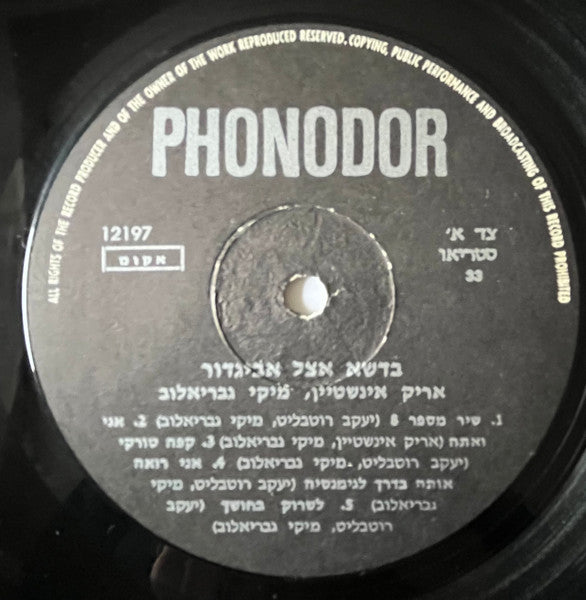 ALL RIGHTS OF THE RECORD PRODUCER AND OF THE OWNER OF THE WORK REPRODUCED RESERVED. COPYING, PUBLIC PERFORMANCE AND BROADCASTING OF THIS RECORD PROHIBITED
PHONODOR
12197
אקום
צד א'
סטריאו
33
בדשא אצל אביגדור
אריק אינשטיין, מיקי גבריאלוב
1. שיר מספר 8 (יעקב רוטבליט, מיקי גבריאלוב) 2. אני
ואתה (אריק אינשטיין, מיקי גבריאלוב) 3. קפה טורקי
(יעקב רוטבליט, מיקי גבריאלוב) 4. אני רואה
אותה בדרך לגימנסיה (יעקב רוטבליט, מיקי
גבריאלוב) 5. לשרוק בחושך (יעקב
רוטבליט, מיקי גבריאלוב)